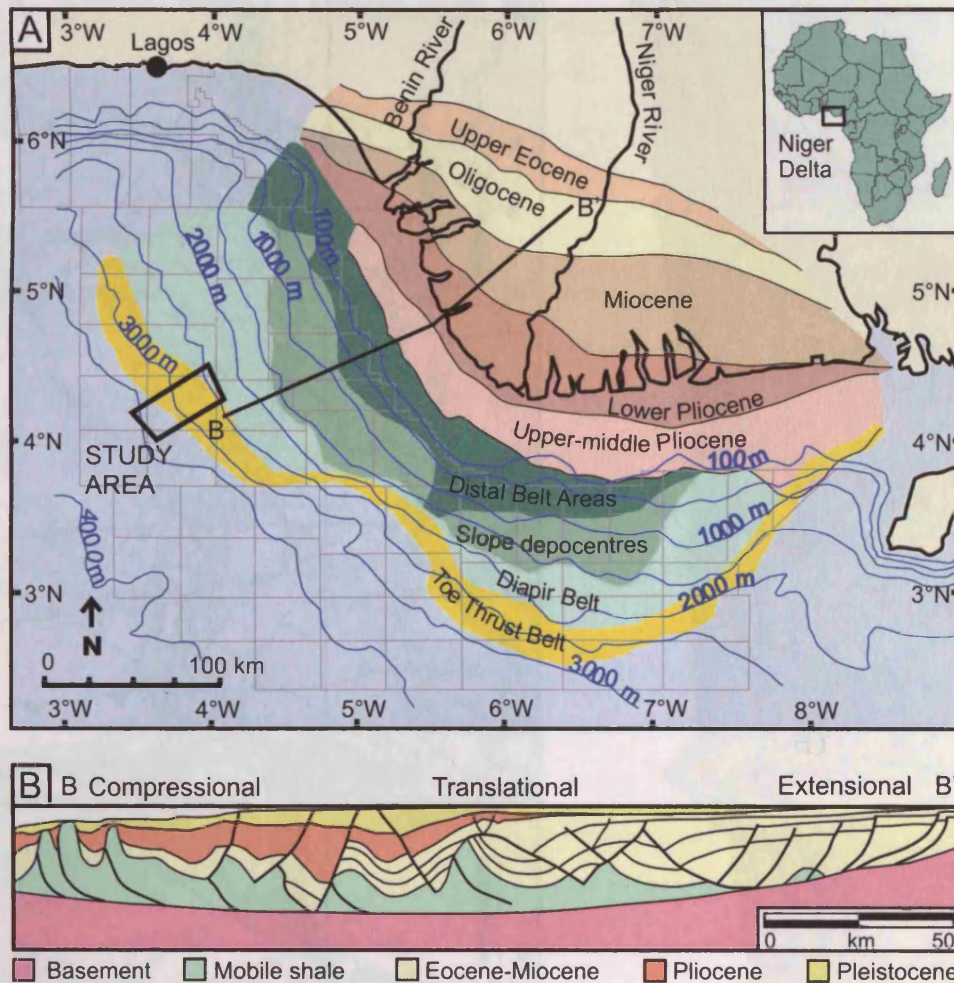 A
3°W 4°W 5°W 6°W 7°W
Lagos
Benin River
Niger River
Niger
Delta
6°N
Upper Eocene
Oligocene
B'
100m
1000 m
2000 m
5°N
5°N
Miocene
3000 m
B
4°N
4°N
Lower Pliocene
Upper-middle Pliocene
STUDY
AREA
100m
Distal Belt Areas
1000 m
Slope depocentres
4000m
Diapir Belt
2000 m
3°N
3°N
Toe Thrust Belt
N
3000 m
0 100 km
3°W 4°W 5°W 6°W 7°W 8°W
B
B Compressional Translational Extensional B'
0 km 50
Basement Mobile shale Eocene-Miocene Pliocene Pleistocene